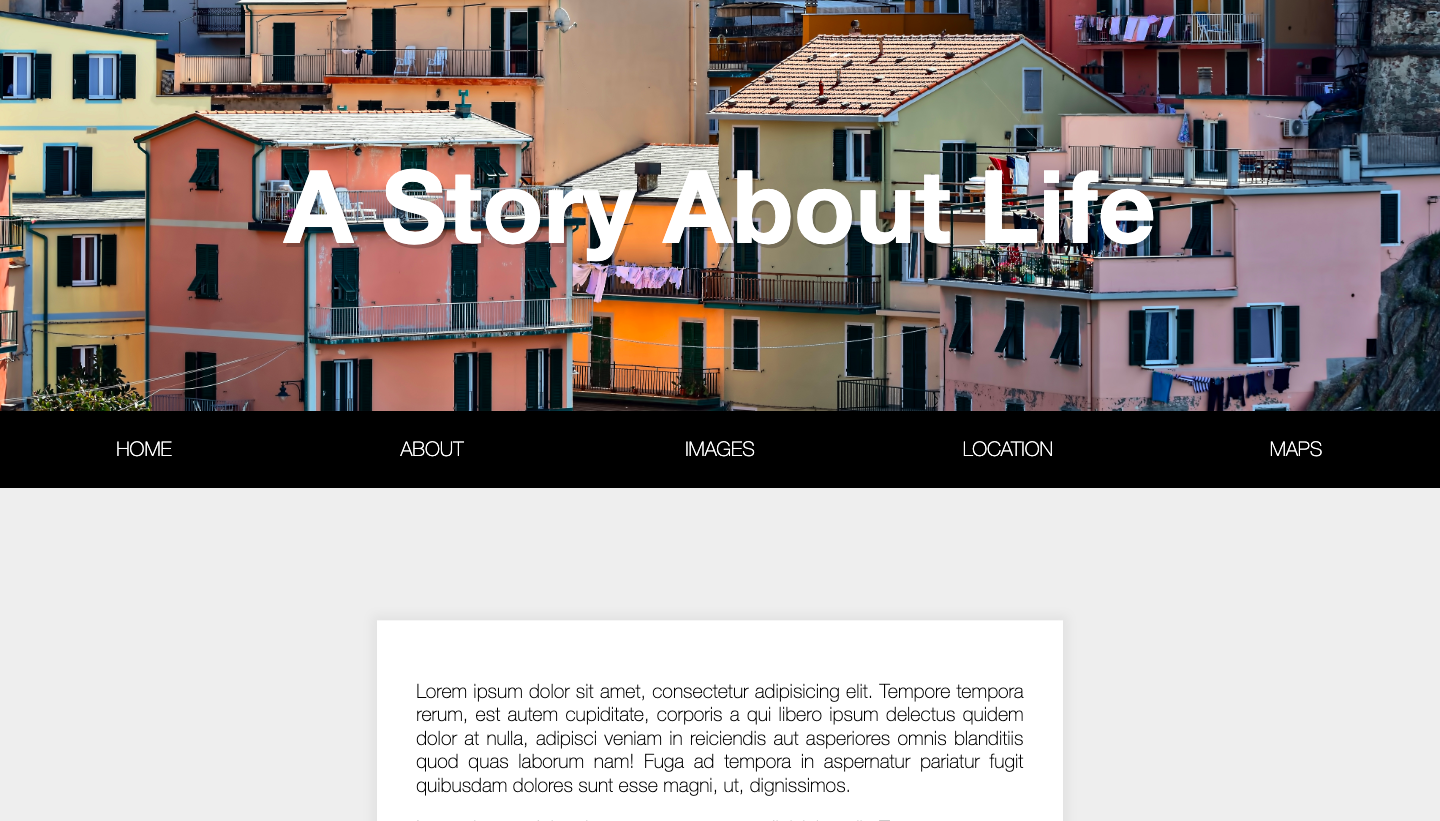 A Story About Life
HOME
ABOUT
IMAGES
LOCATION
MAPS
Lorem ipsum dolor sit amet, consectetur adipisicing elit. Tempore tempora
rerum, est autem cupiditate, corporis a qui libero ipsum delectus quidem
dolor at nulla, adipisci veniam in reiciendis aut asperiores omnis blanditiis
quod quas laborum nam! Fuga ad tempora in aspernatur pariatur fugit
quibusdam dolores sunt esse magni, ut, dignissimos.